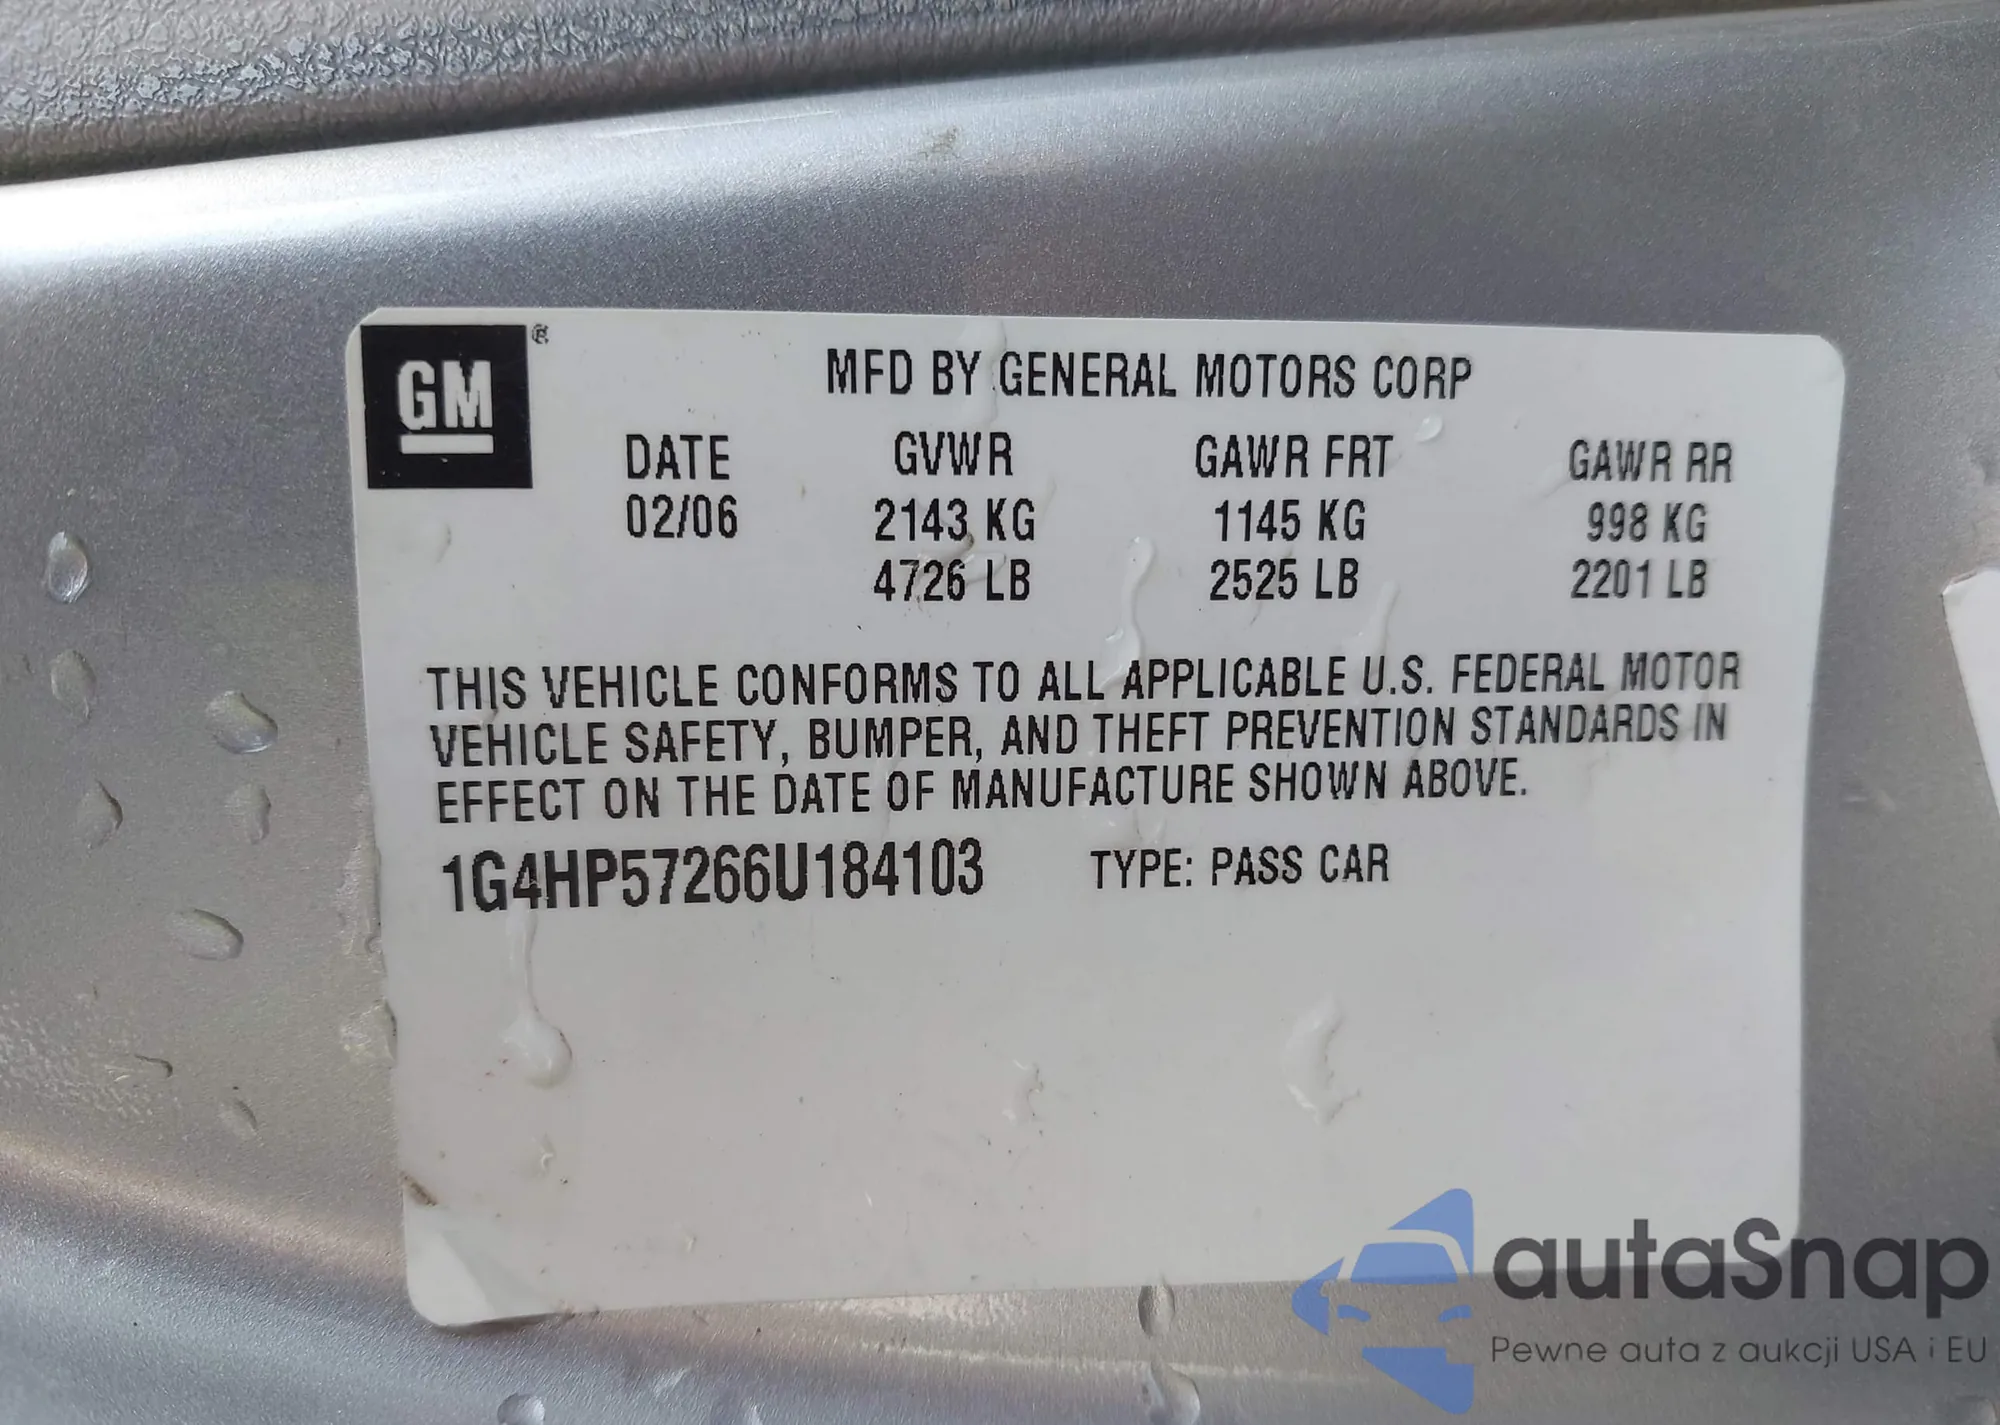 GM ®
MFD BY GENERAL MOTORS CORP
DATE GVWR GAWR FRT GAWR RR
02/06 2143 KG 1145 KG 998 KG
4726 LB 2525 LB 2201 LB
THIS VEHICLE CONFORMS TO ALL APPLICABLE U.S. FEDERAL MOTOR
VEHICLE SAFETY, BUMPER, AND THEFT PREVENTION STANDARDS IN
EFFECT ON THE DATE OF MANUFACTURE SHOWN ABOVE.
1G4HP57266U184103 TYPE: PASS CAR
autaSnap
Pewne auta z aukcji USA i EU